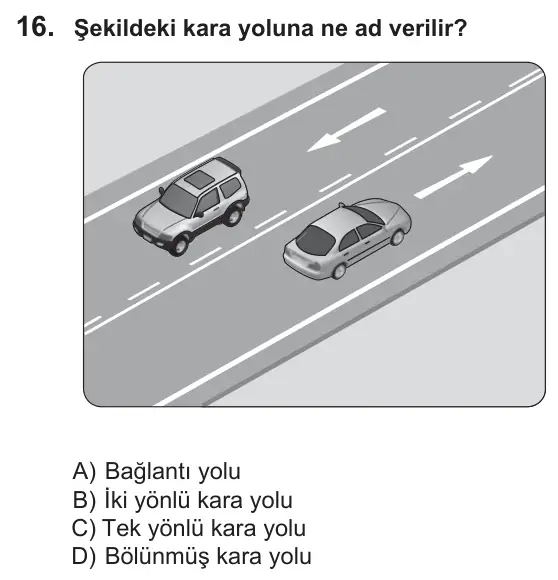 16. Şekildeki kara yoluna ne ad verilir?
A) Bağlantı yolu
B) İki yönlü kara yolu
C) Tek yönlü kara yolu
D) Bölünmüş kara yolu